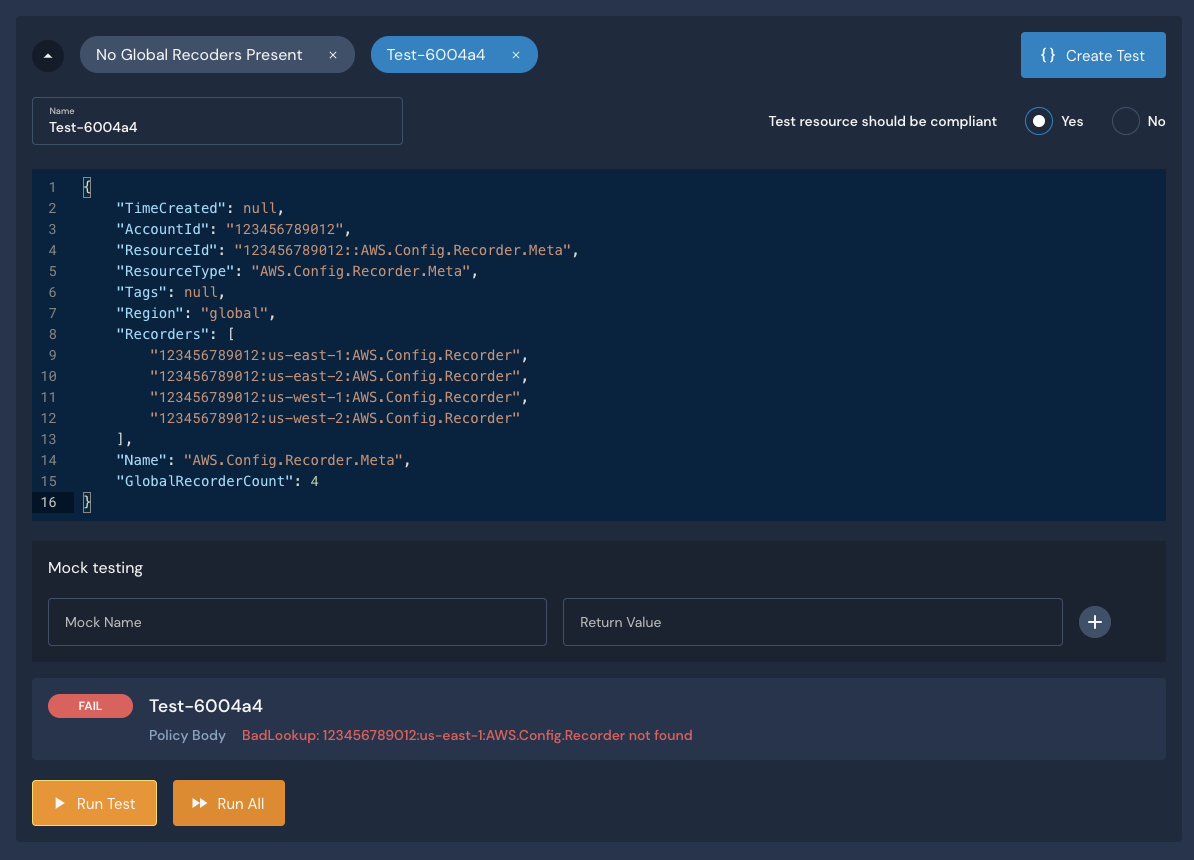 No Global Recoders Present ×
Test-6004a4 ×
{} Create Test
Name
Test-6004a4
Test resource should be compliant
Yes
No
1 {
2     "TimeCreated": null,
3     "AccountId": "123456789012",
4     "ResourceId": "123456789012::AWS.Config.Recorder.Meta",
5     "ResourceType": "AWS.Config.Recorder.Meta",
6     "Tags": null,
7     "Region": "global",
8     "Recorders": [
9         "123456789012:us-east-1:AWS.Config.Recorder",
10         "123456789012:us-east-2:AWS.Config.Recorder",
11         "123456789012:us-west-1:AWS.Config.Recorder",
12         "123456789012:us-west-2:AWS.Config.Recorder"
13     ],
14     "Name": "AWS.Config.Recorder.Meta",
15     "GlobalRecorderCount": 4
16 }
Mock testing
Mock Name
Return Value
FAIL
Test-6004a4
Policy Body
BadLookup: 123456789012:us-east-1:AWS.Config.Recorder not found
Run Test
Run All